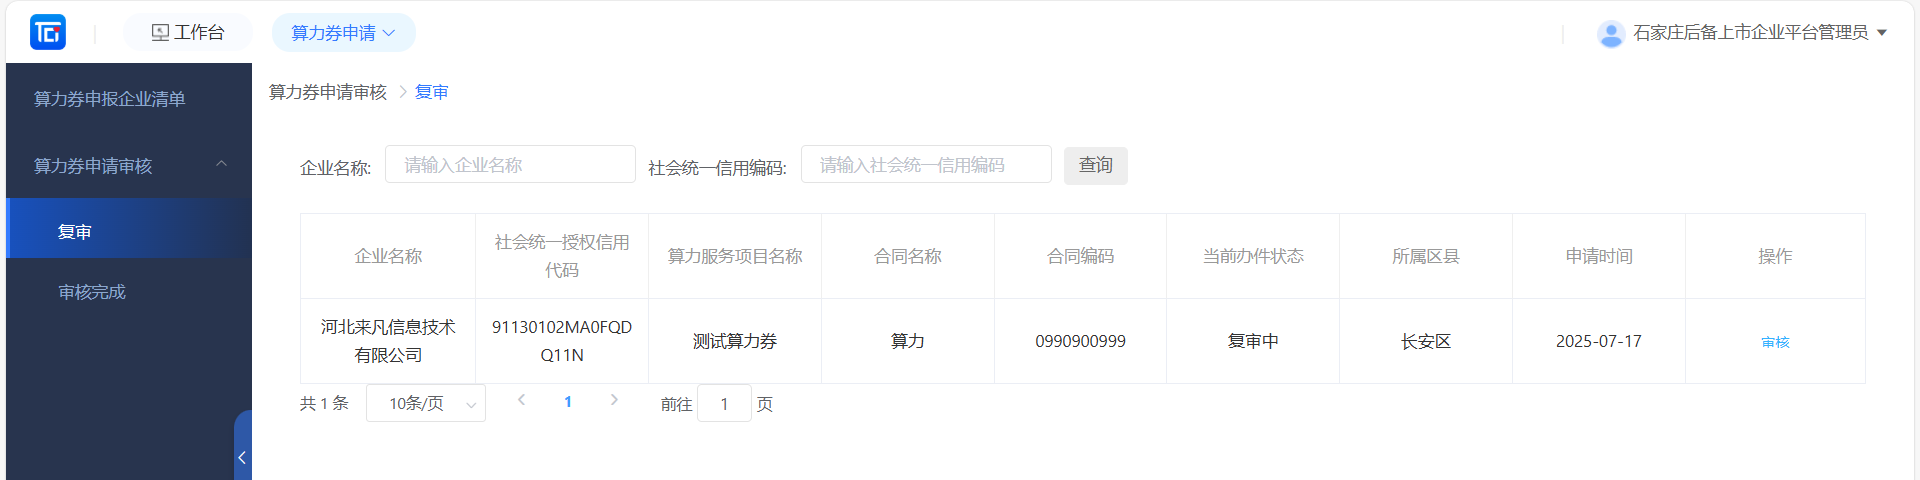 TCI
工作台
算力券申请
石家庄后备上市企业平台管理员
算力券申报企业清单
算力券申请审核
复审
审核完成
算力券申请审核 > 复审
企业名称: 请输入企业名称 社会统一信用编码: 请输入社会统一信用编码 查询
企业名称 社会统一授权信用代码 算力服务项目名称 合同名称 合同编码 当前办件状态 所属区县 申请时间 操作
河北来凡信息技术有限公司 91130102MA0FQDQ11N 测试算力券 算力 0990900999 复审中 长安区 2025-07-17 审核
共 1 条 10条/页 1 前往 1 页